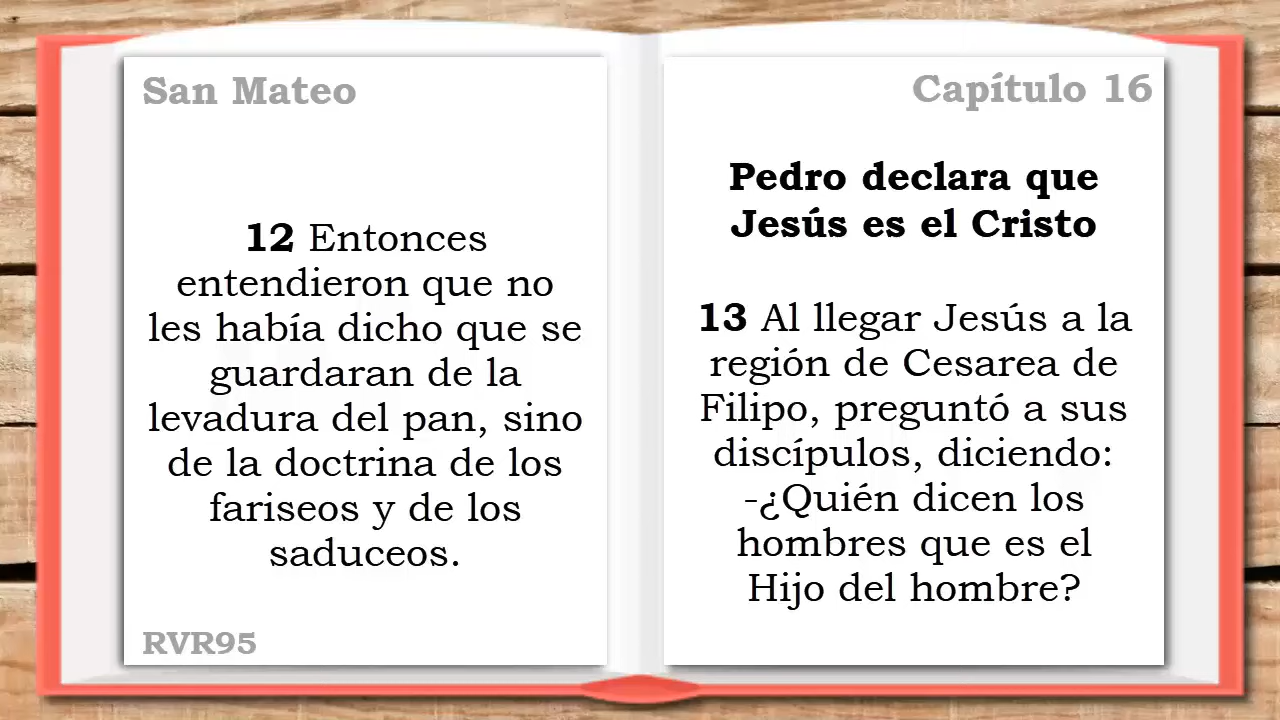 San Mateo
12 Entonces
entendieron que no
les había dicho que se
guardaran de la
levadura del pan, sino
de la doctrina de los
fariseos y de los
saduceos.
RVR95
Capítulo 16
Pedro declara que
Jesús es el Cristo
13 Al llegar Jesús a la
región de Cesarea de
Filipo, preguntó a sus
discípulos, diciendo:
-¿Quién dicen los
hombres que es el
Hijo del hombre?